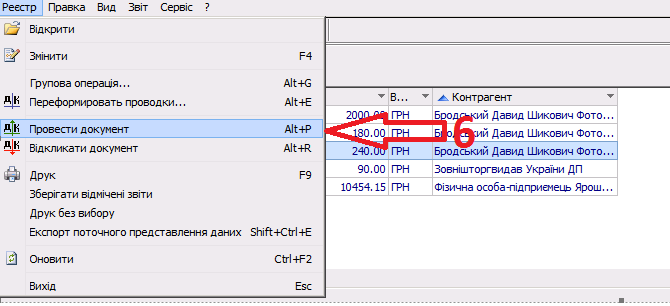 Реєстр Правка Вид Звіт Сервіс ?
Відкрити
Змінити F4
Групова операція... Alt+G
Переформировать проводки... Alt+E
Провести документ Alt+P
Відкликати документ Alt+R
Друк F9
Зберігати відмічені звіти
Друк без вибору
Експорт поточного представлення даних Shift+Ctrl+E
Оновити Ctrl+F2
Вихід Esc
В... Контрагент
2000.00 ГРН Бродський Давид Шикович Фото...
180.00 ГРН Бродський Давид Шикович Фото...
240.00 ГРН Бродський Давид Шикович Фото...
90.00 ГРН Зовнішторгвидав України ДП
10454.15 ГРН Фізична особа-підприємець Ярош...
6